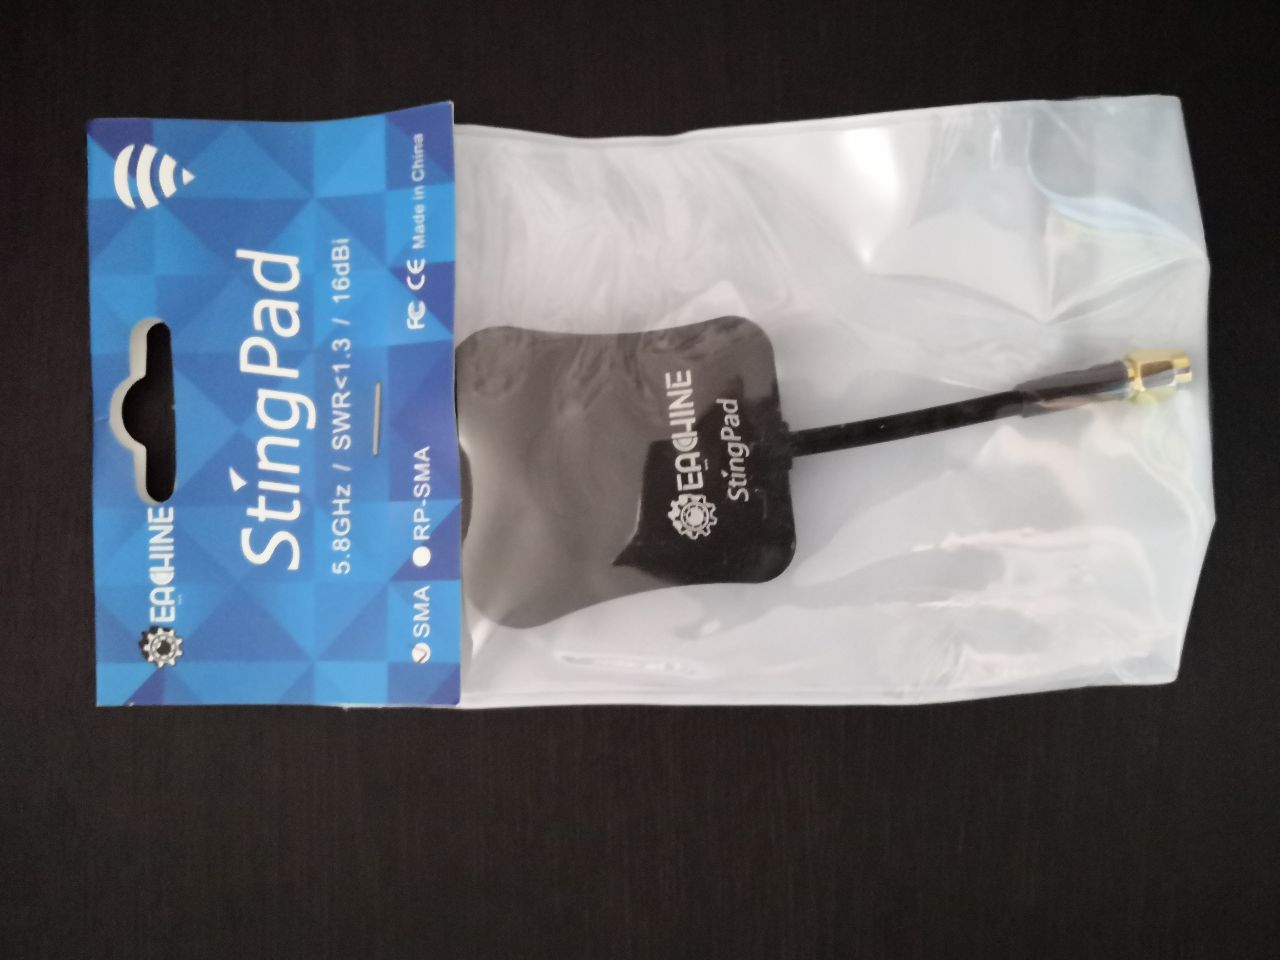 EACHINE
StingPad
5.8GHz / SWR<1.3 / 16dBi
SMA RP-SMA FC CE Made in China
EACHINE
StingPad